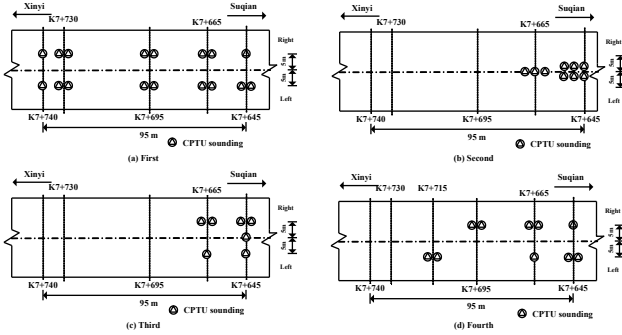 Xinyi Suqian
K7+730 K7+665
Right
5m
5m
Left
K7+740 K7+695 K7+645
95 m
CPTU sounding
(a) First
Xinyi Suqian
K7+730 K7+665
Right
5m
5m
Left
K7+740 K7+695 K7+645
95 m
CPTU sounding
(b) Second
Xinyi Suqian
K7+730 K7+665
Right
5m
5m
Left
K7+740 K7+695 K7+645
95 m
CPTU sounding
(c) Third
Xinyi Suqian
K7+730 K7+715 K7+665
Right
5m
5m
Left
K7+740 K7+695 K7+645
95 m
CPTU sounding
(d) Fourth